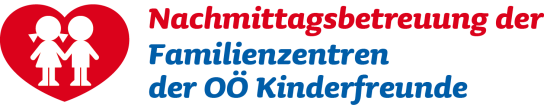 Nachmittagsbetreuung der
Familienzentren
der OÖ Kinderfreunde